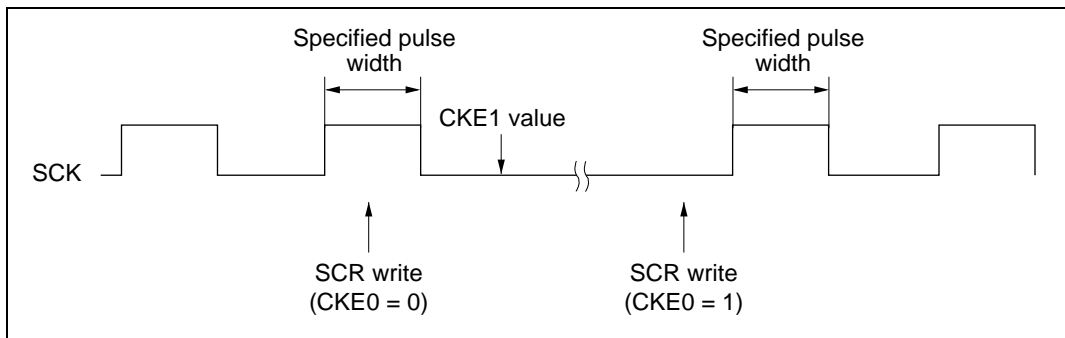 Specified pulse
width
Specified pulse
width
CKE1 value
SCK
SCR write
(CKE0 = 0)
SCR write
(CKE0 = 1)